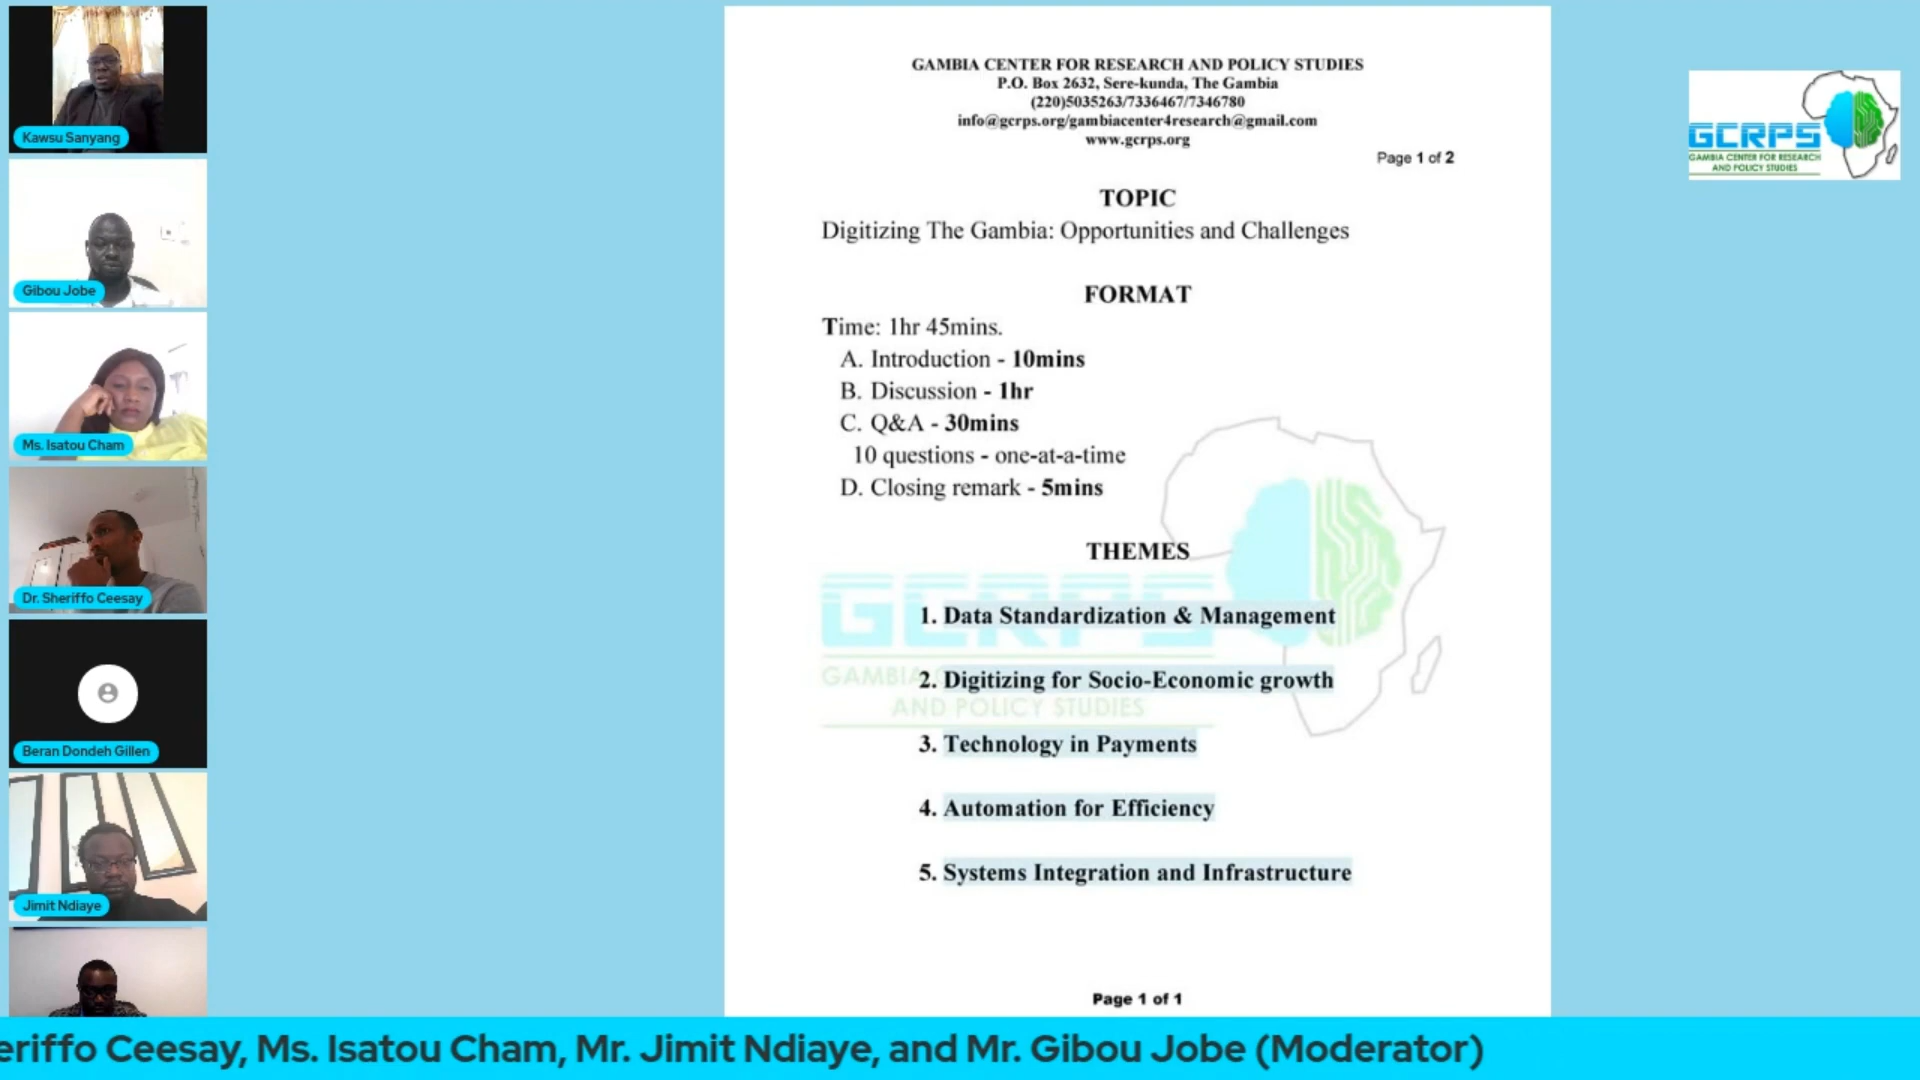 Kawsu Sanyang
Gibou Jobe
Ms. Isatou Cham
Dr. Sheriffo Ceesay
Beran Dondeh Gillen
Jimit Ndiaye
GAMBIA CENTER FOR RESEARCH AND POLICY STUDIES
P.O. Box 2632, Sere-kunda, The Gambia
(220)5035263/7336467/7346780
info@gcrps.org/gambiacenter4research@gmail.com
www.gcrps.org
Page 1 of 2
TOPIC
Digitizing The Gambia: Opportunities and Challenges
FORMAT
Time: 1hr 45mins.
A. Introduction - 10mins
B. Discussion - 1hr
C. Q&A - 30mins
10 questions - one-at-a-time
D. Closing remark - 5mins
THEMES
1. Data Standardization & Management
2. Digitizing for Socio-Economic growth
3. Technology in Payments
4. Automation for Efficiency
5. Systems Integration and Infrastructure
GCRPS
GAMBIA
AND POLICY STUDIES
Page 1 of 1
GCRPS
GAMBIA CENTER FOR RESEARCH
AND POLICY STUDIES
eriffo Ceesay, Ms. Isatou Cham, Mr. Jimit Ndiaye, and Mr. Gibou Jobe (Moderator)